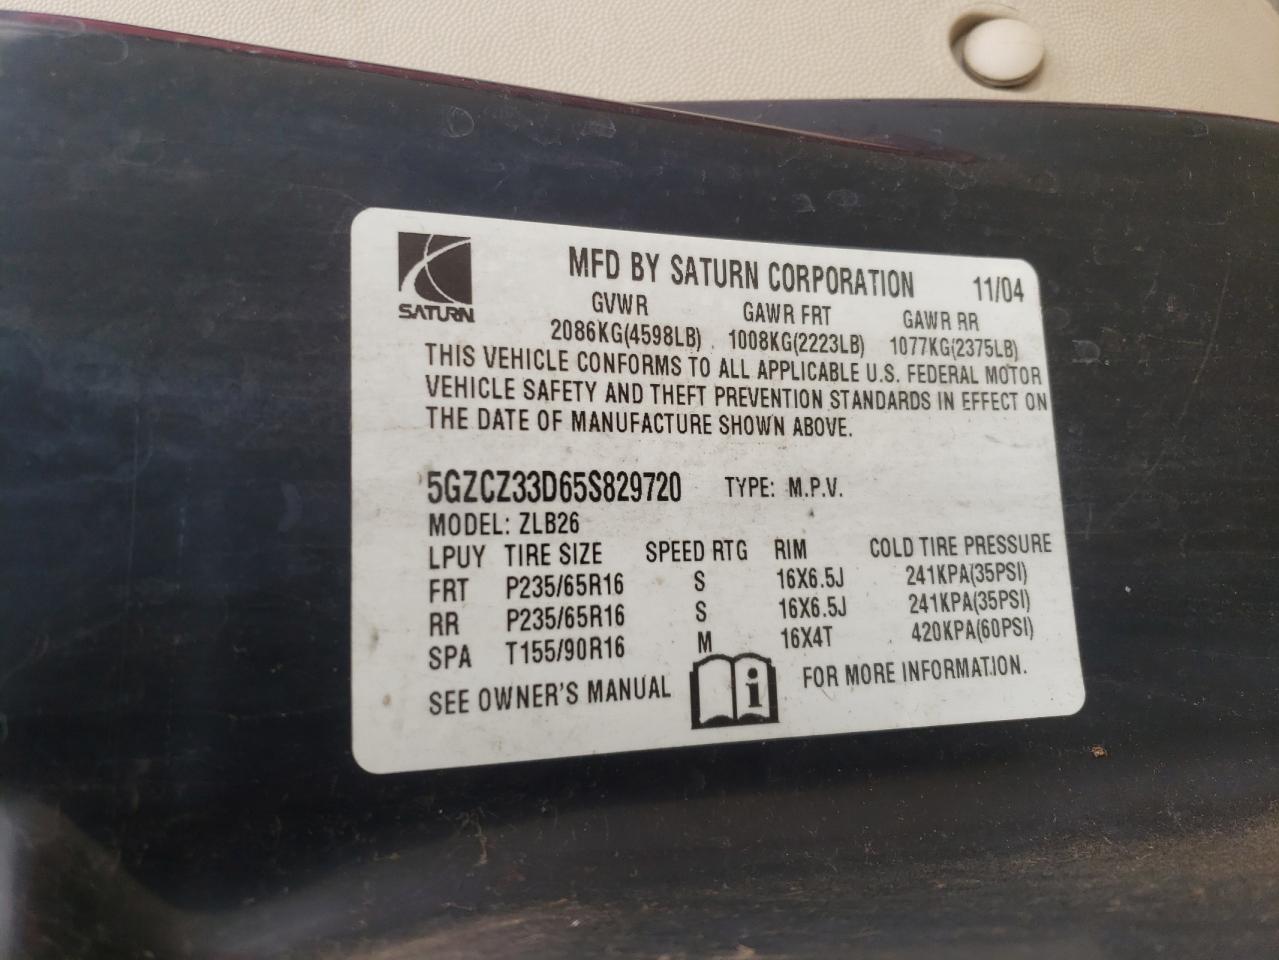 SATURN
MFD BY SATURN CORPORATION 11/04
GVWR GAWR FRT GAWR RR
2086KG(4598LB) 1008KG(2223LB) 1077KG(2375LB)
THIS VEHICLE CONFORMS TO ALL APPLICABLE U.S. FEDERAL MOTOR
VEHICLE SAFETY AND THEFT PREVENTION STANDARDS IN EFFECT ON
THE DATE OF MANUFACTURE SHOWN ABOVE.
5GZCZ33D65S829720 TYPE: M.P.V.
MODEL: ZLB26
LPUY TIRE SIZE SPEED RTG RIM COLD TIRE PRESSURE
FRT P235/65R16 S 16X6.5J 241KPA(35PSI)
RR P235/65R16 S 16X6.5J 241KPA(35PSI)
SPA T155/90R16 M 16X4T 420KPA(60PSI)
SEE OWNER'S MANUAL i FOR MORE INFORMATION.